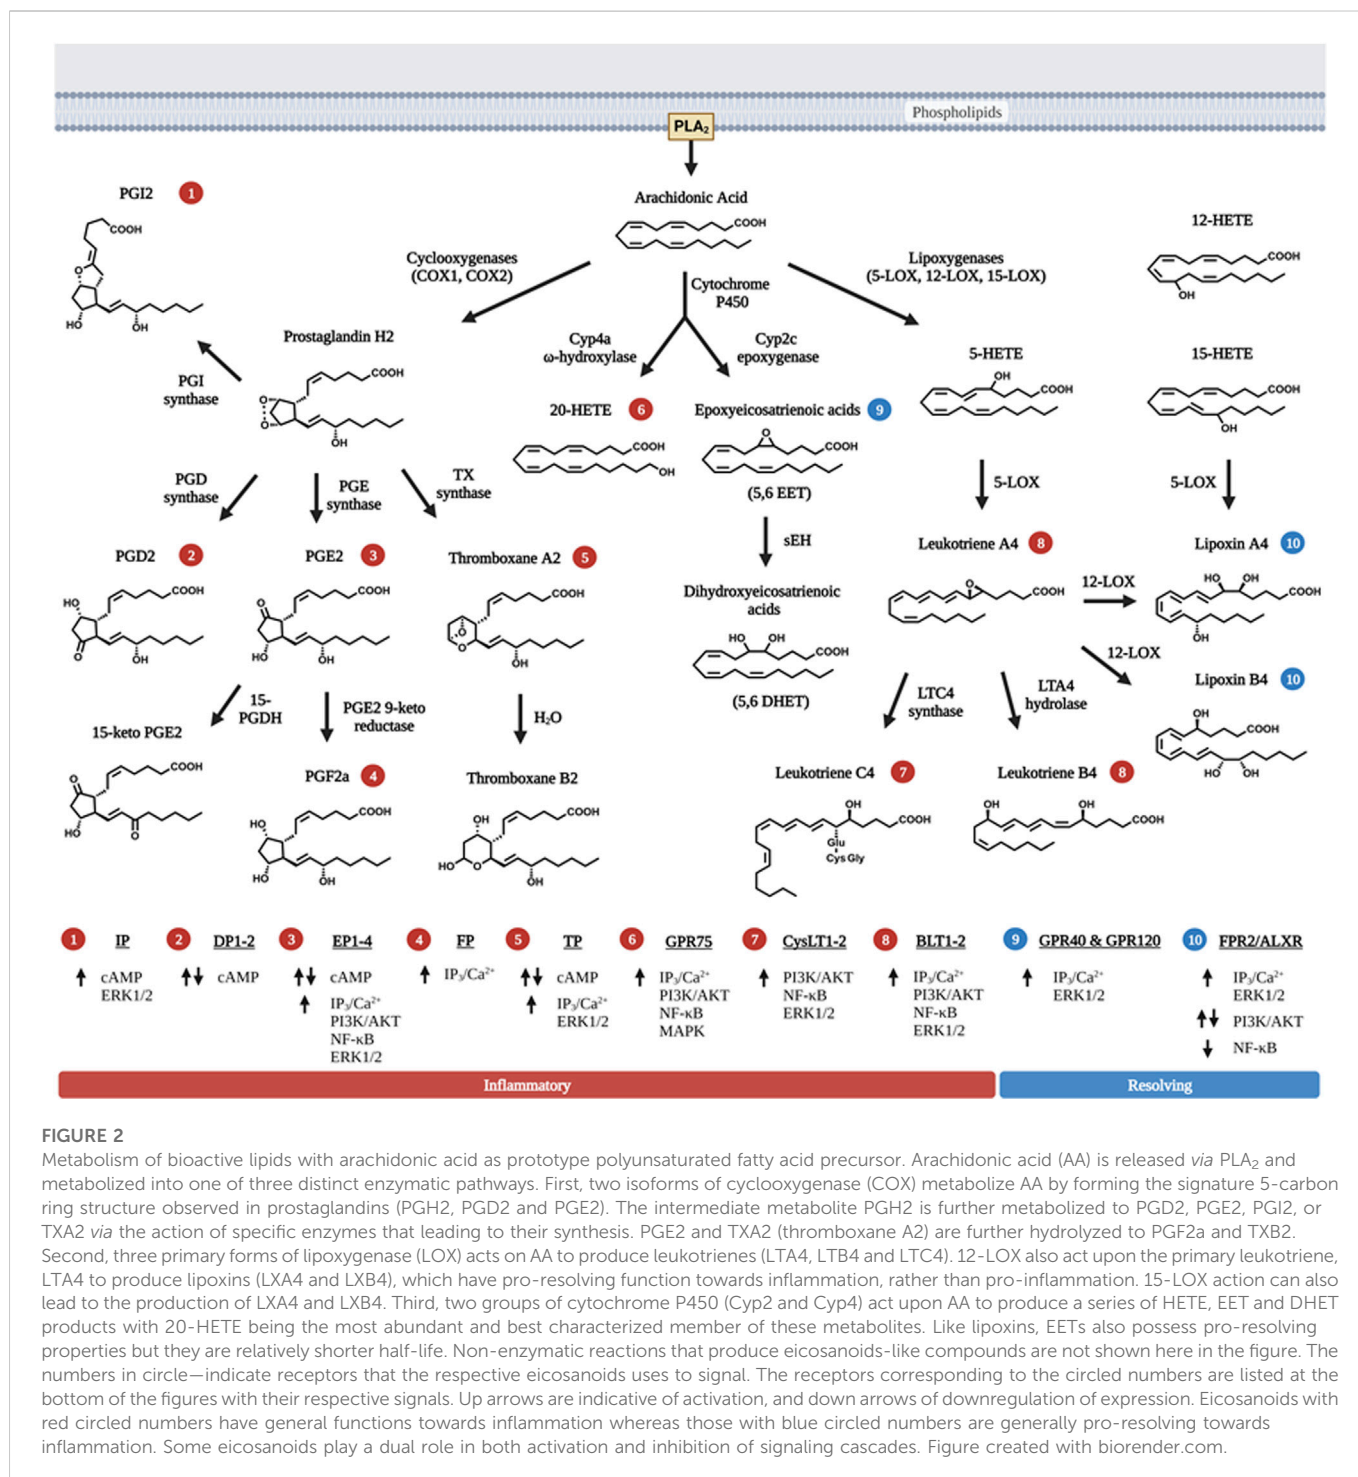 Phospholipids
PLA₂
Arachidonic Acid
COOH
PGI2 1
COOH
O
HO
OH
Cyclooxygenases
(COX1, COX2)
Cytochrome
P450
Lipoxygenases
(5-LOX, 12-LOX, 15-LOX)
12-HETE
COOH
OH
Prostaglandin H2
COOH
O
O
OH
PGI
synthase
Cyp4a
ω-hydroxylase
Cyp2c
epoxygenase
5-HETE
OH
COOH
15-HETE
COOH
OH
20-HETE 6
COOH
OH
Epoxyeicosatrienoic acids 9
O
COOH
(5,6 EET)
PGD
synthase
PGE
synthase
TX
synthase
sEH
5-LOX
5-LOX
PGD2 2
HO
COOH
O
OH
PGE2 3
O
COOH
HO
OH
Thromboxane A2 5
COOH
O
O
OH
Dihydroxyeicosatrienoic
acids
HO OH
COOH
(5,6 DHET)
Leukotriene A4 8
O
COOH
12-LOX
12-LOX
Lipoxin A4 10
HO OH
COOH
OH
Lipoxin B4 10
OH
COOH
HO OH
15-
PGDH
PGE2 9-keto
reductase
H₂O
LTC4
synthase
LTA4
hydrolase
15-keto PGE2
O
COOH
HO
O
PGF2a 4
HO
COOH
HO
OH
Thromboxane B2
OH
COOH
HO
O
OH
Leukotriene C4 7
OH
COOH
Glu
Cys Gly
Leukotriene B4 8
OH
OH
COOH
1 IP
cAMP
ERK1/2
2 DP1-2
cAMP
3 EP1-4
cAMP
IP₃/Ca²⁺
PI3K/AKT
NF-κB
ERK1/2
4 FP
IP₃/Ca²⁺
5 TP
cAMP
IP₃/Ca²⁺
ERK1/2
6 GPR75
IP₃/Ca²⁺
PI3K/AKT
NF-κB
MAPK
7 CysLT1-2
PI3K/AKT
NF-κB
ERK1/2
8 BLT1-2
IP₃/Ca²⁺
PI3K/AKT
NF-κB
ERK1/2
9 GPR40 & GPR120
IP₃/Ca²⁺
ERK1/2
10 FPR2/ALXR
IP₃/Ca²⁺
ERK1/2
PI3K/AKT
NF-κB
Inflammatory
Resolving
FIGURE 2
Metabolism of bioactive lipids with arachidonic acid as prototype polyunsaturated fatty acid precursor. Arachidonic acid (AA) is released via PLA₂ and
metabolized into one of three distinct enzymatic pathways. First, two isoforms of cyclooxygenase (COX) metabolize AA by forming the signature 5-carbon
ring structure observed in prostaglandins (PGH2, PGD2 and PGE2). The intermediate metabolite PGH2 is further metabolized to PGD2, PGE2, PGI2, or
TXA2 via the action of specific enzymes that leading to their synthesis. PGE2 and TXA2 (thromboxane A2) are further hydrolyzed to PGF2a and TXB2.
Second, three primary forms of lipoxygenase (LOX) acts on AA to produce leukotrienes (LTA4, LTB4 and LTC4). 12-LOX also act upon the primary leukotriene,
LTA4 to produce lipoxins (LXA4 and LXB4), which have pro-resolving function towards inflammation, rather than pro-inflammation. 15-LOX action can also
lead to the production of LXA4 and LXB4. Third, two groups of cytochrome P450 (Cyp2 and Cyp4) act upon AA to produce a series of HETE, EET and DHET
products with 20-HETE being the most abundant and best characterized member of these metabolites. Like lipoxins, EETs also possess pro-resolving
properties but they are relatively shorter half-life. Non-enzymatic reactions that produce eicosanoids-like compounds are not shown here in the figure. The
numbers in circle—indicate receptors that the respective eicosanoids uses to signal. The receptors corresponding to the circled numbers are listed at the
bottom of the figures with their respective signals. Up arrows are indicative of activation, and down arrows of downregulation of expression. Eicosanoids with
red circled numbers have general functions towards inflammation whereas those with blue circled numbers are generally pro-resolving towards
inflammation. Some eicosanoids play a dual role in both activation and inhibition of signaling cascades. Figure created with biorender.com.